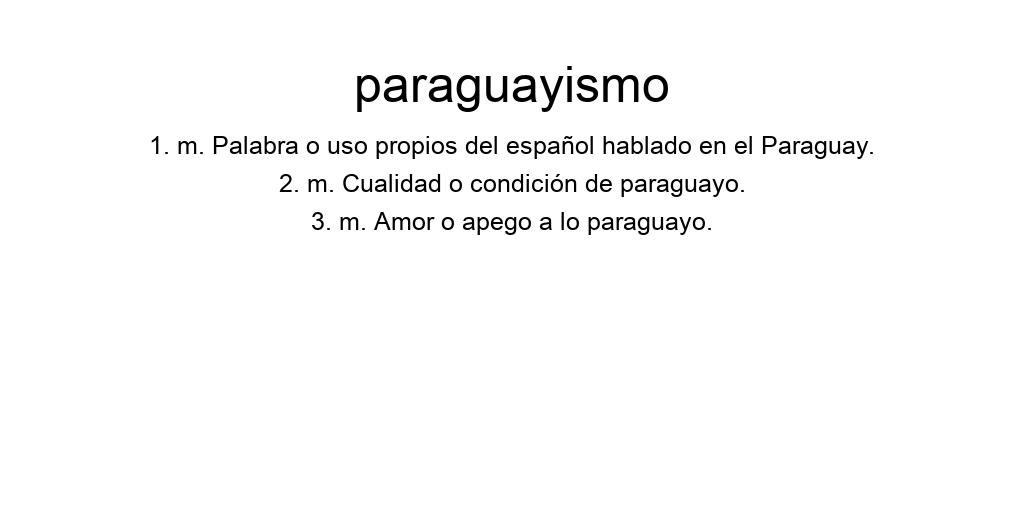 paraguayismo
1. m. Palabra o uso propios del español hablado en el Paraguay.
2. m. Cualidad o condición de paraguayo.
3. m. Amor o apego a lo paraguayo.